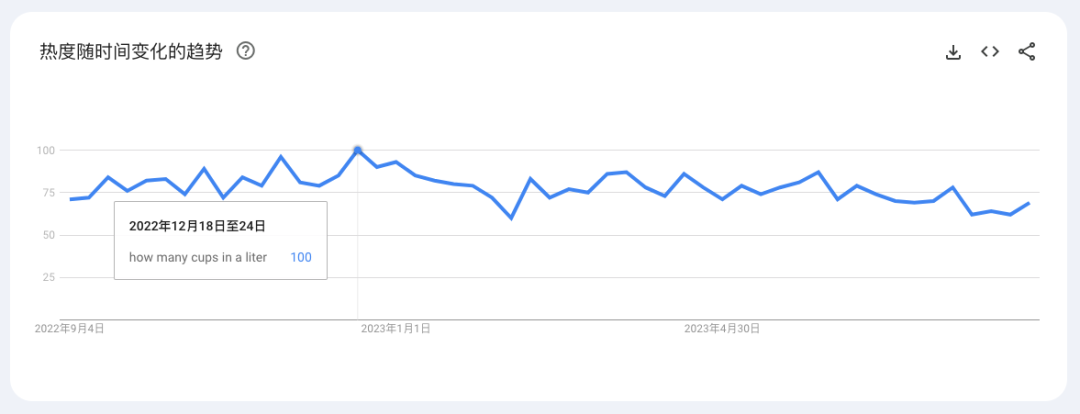 热度随时间变化的趋势
100
75
50
25
2022年12月18日至24日
how many cups in a liter 100
2022年9月4日 2023年1月1日 2023年4月30日